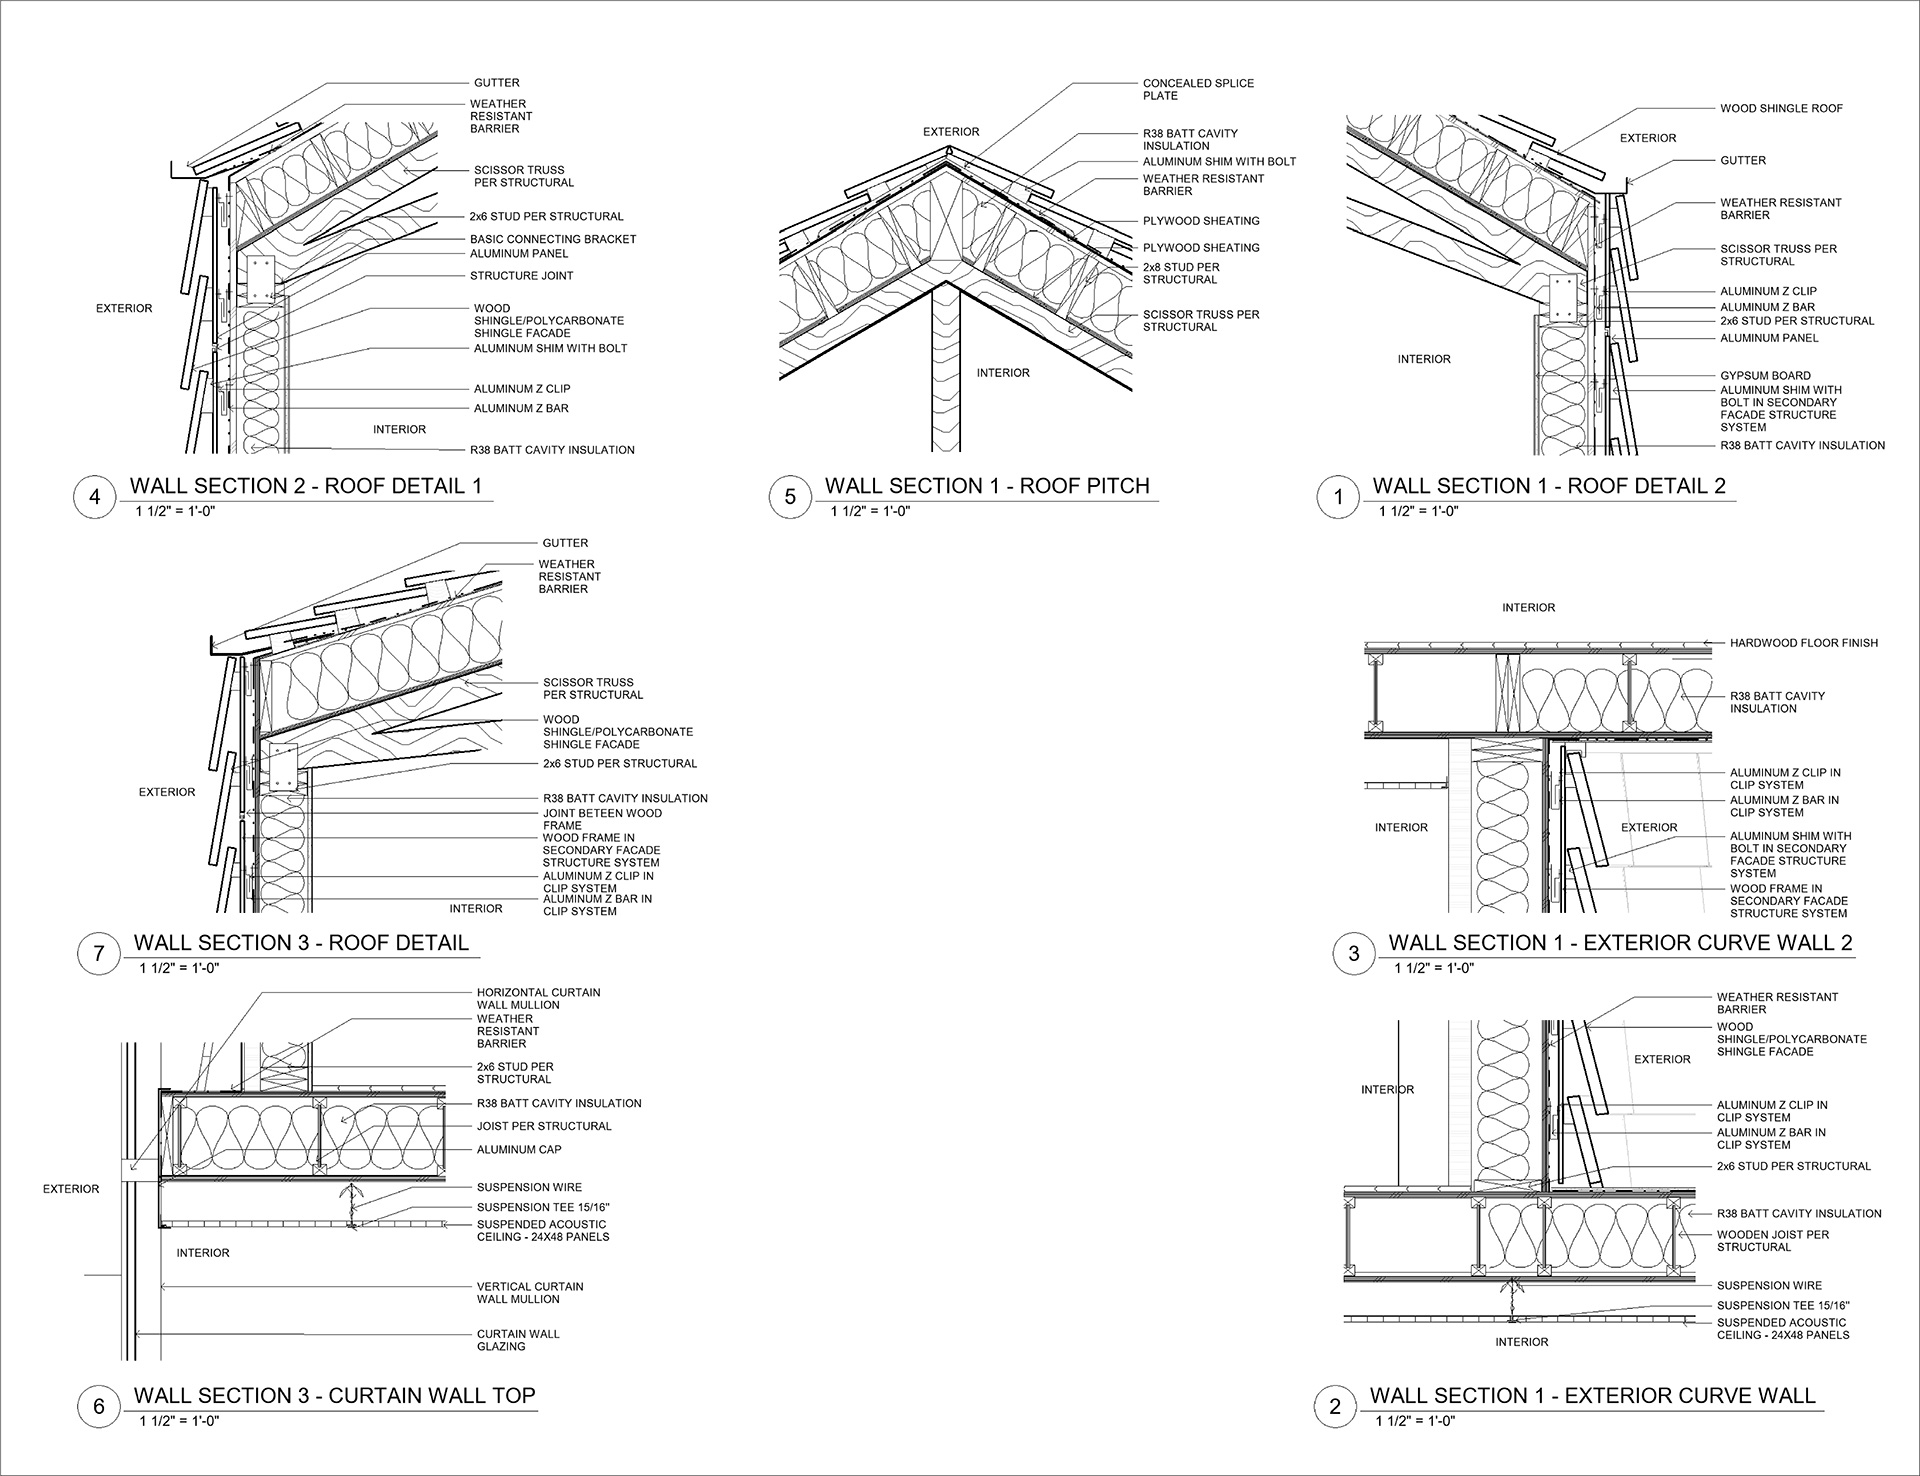 GUTTER
WEATHER
RESISTANT
BARRIER
SCISSOR TRUSS
PER STRUCTURAL
2x6 STUD PER STRUCTURAL
BASIC CONNECTING BRACKET
ALUMINUM PANEL
STRUCTURE JOINT
EXTERIOR
WOOD
SHINGLE/POLYCARBONATE
SHINGLE FACADE
ALUMINUM SHIM WITH BOLT
ALUMINUM Z CLIP
ALUMINUM Z BAR
INTERIOR
R38 BATT CAVITY INSULATION
4
WALL SECTION 2 - ROOF DETAIL 1
1 1/2" = 1'-0"
CONCEALED SPLICE
PLATE
EXTERIOR
R38 BATT CAVITY
INSULATION
ALUMINUM SHIM WITH BOLT
WEATHER RESISTANT
BARRIER
PLYWOOD SHEATING
PLYWOOD SHEATING
2x8 STUD PER
STRUCTURAL
SCISSOR TRUSS PER
STRUCTURAL
INTERIOR
5
WALL SECTION 1 - ROOF PITCH
1 1/2" = 1'-0"
WOOD SHINGLE ROOF
EXTERIOR
GUTTER
WEATHER RESISTANT
BARRIER
SCISSOR TRUSS PER
STRUCTURAL
ALUMINUM Z CLIP
ALUMINUM Z BAR
2x6 STUD PER STRUCTURAL
ALUMINUM PANEL
INTERIOR
GYPSUM BOARD
ALUMINUM SHIM WITH
BOLT IN SECONDARY
FACADE STRUCTURE
SYSTEM
R38 BATT CAVITY INSULATION
1
WALL SECTION 1 - ROOF DETAIL 2
1 1/2" = 1'-0"
GUTTER
WEATHER
RESISTANT
BARRIER
SCISSOR TRUSS
PER STRUCTURAL
WOOD
SHINGLE/POLYCARBONATE
SHINGLE FACADE
2x6 STUD PER STRUCTURAL
EXTERIOR
R38 BATT CAVITY INSULATION
JOINT BETEEN WOOD
FRAME
WOOD FRAME IN
SECONDARY FACADE
STRUCTURE SYSTEM
ALUMINUM Z CLIP IN
CLIP SYSTEM
ALUMINUM Z BAR IN
CLIP SYSTEM
INTERIOR
7
WALL SECTION 3 - ROOF DETAIL
1 1/2" = 1'-0"
INTERIOR
HARDWOOD FLOOR FINISH
R38 BATT CAVITY
INSULATION
ALUMINUM Z CLIP IN
CLIP SYSTEM
ALUMINUM Z BAR IN
CLIP SYSTEM
INTERIOR
EXTERIOR
ALUMINUM SHIM WITH
BOLT IN SECONDARY
FACADE STRUCTURE
SYSTEM
WOOD FRAME IN
SECONDARY FACADE
STRUCTURE SYSTEM
3
WALL SECTION 1 - EXTERIOR CURVE WALL 2
1 1/2" = 1'-0"
HORIZONTAL CURTAIN
WALL MULLION
WEATHER
RESISTANT
BARRIER
2x6 STUD PER
STRUCTURAL
R38 BATT CAVITY INSULATION
JOIST PER STRUCTURAL
ALUMINUM CAP
EXTERIOR
SUSPENSION WIRE
SUSPENSION TEE 15/16"
SUSPENDED ACOUSTIC
CEILING - 24X48 PANELS
INTERIOR
VERTICAL CURTAIN
WALL MULLION
CURTAIN WALL
GLAZING
6
WALL SECTION 3 - CURTAIN WALL TOP
1 1/2" = 1'-0"
WEATHER RESISTANT
BARRIER
WOOD
SHINGLE/POLYCARBONATE
SHINGLE FACADE
EXTERIOR
INTERIOR
ALUMINUM Z CLIP IN
CLIP SYSTEM
ALUMINUM Z BAR IN
CLIP SYSTEM
2x6 STUD PER STRUCTURAL
R38 BATT CAVITY INSULATION
WOODEN JOIST PER
STRUCTURAL
SUSPENSION WIRE
SUSPENSION TEE 15/16"
SUSPENDED ACOUSTIC
CEILING - 24X48 PANELS
INTERIOR
2
WALL SECTION 1 - EXTERIOR CURVE WALL
1 1/2" = 1'-0"